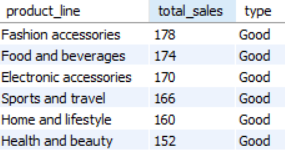 product_line total_sales type
Fashion accessories 178 Good
Food and beverages 174 Good
Electronic accessories 170 Good
Sports and travel 166 Good
Home and lifestyle 160 Good
Health and beauty 152 Good